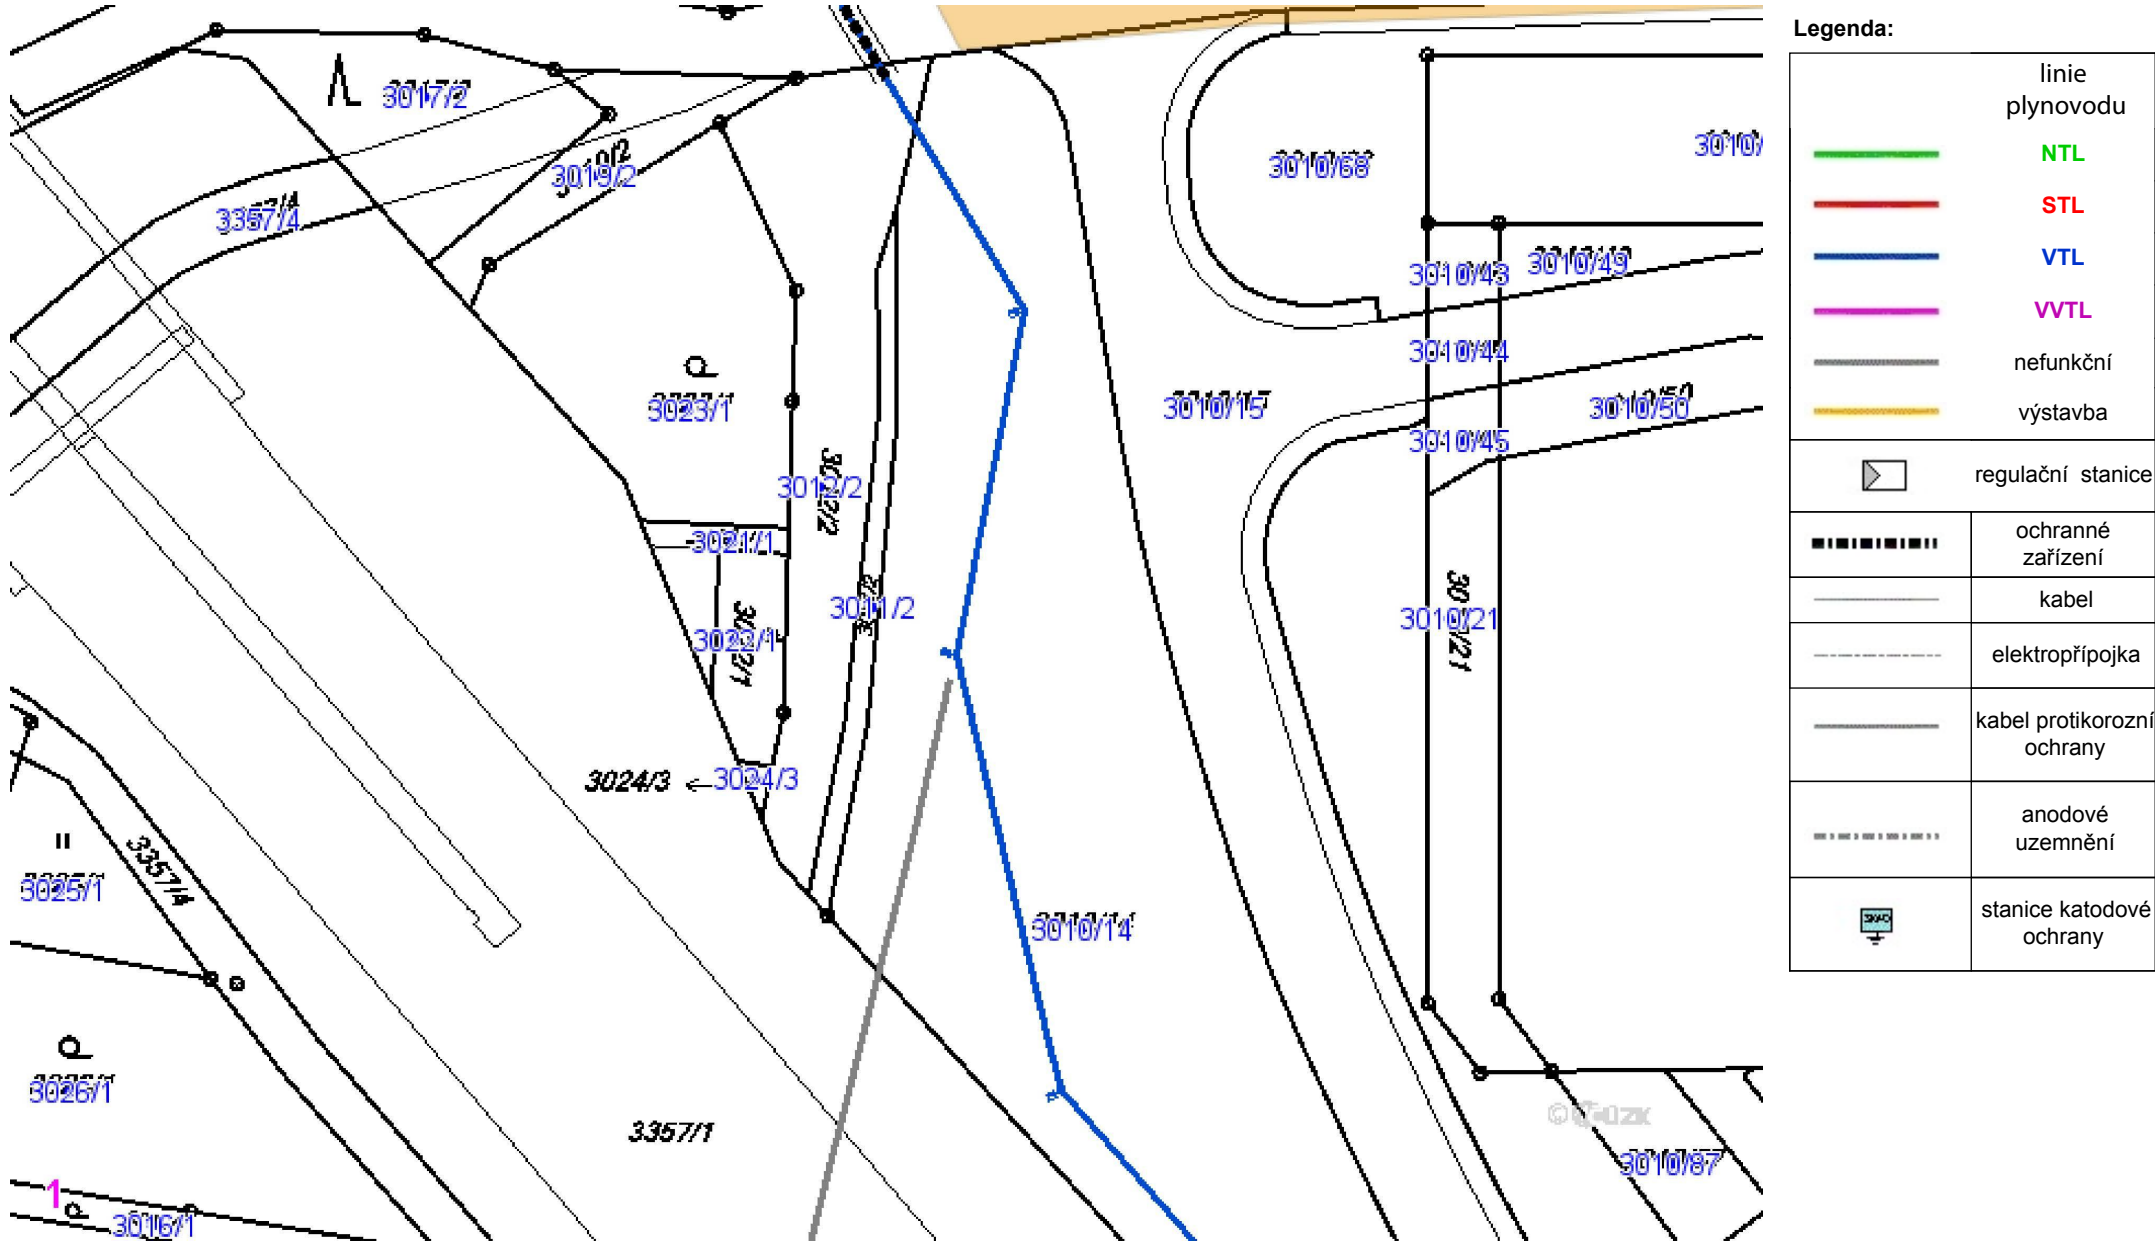 Legenda:
linie
plynovodu
NTL
STL
VTL
VVTL
nefunkční
výstavba
regulační stanice
ochranné
zařízení
kabel
elektropřípojka
kabel protikorozní
ochrany
anodové
uzemnění
stanice katodové
ochrany
3017/2
3019/2
3357/4
3010/68
3010/
3010/43
3010/49
3010/44
3023/1
3010/15
3010/50
3010/45
3012/2
3012/2
3021/1
3011/2
3022/1
3022/1
3010/21
3010/21
3024/3
3024/3
3357/4
3025/1
3010/14
3026/1
3357/1
3010/87
1
3016/1